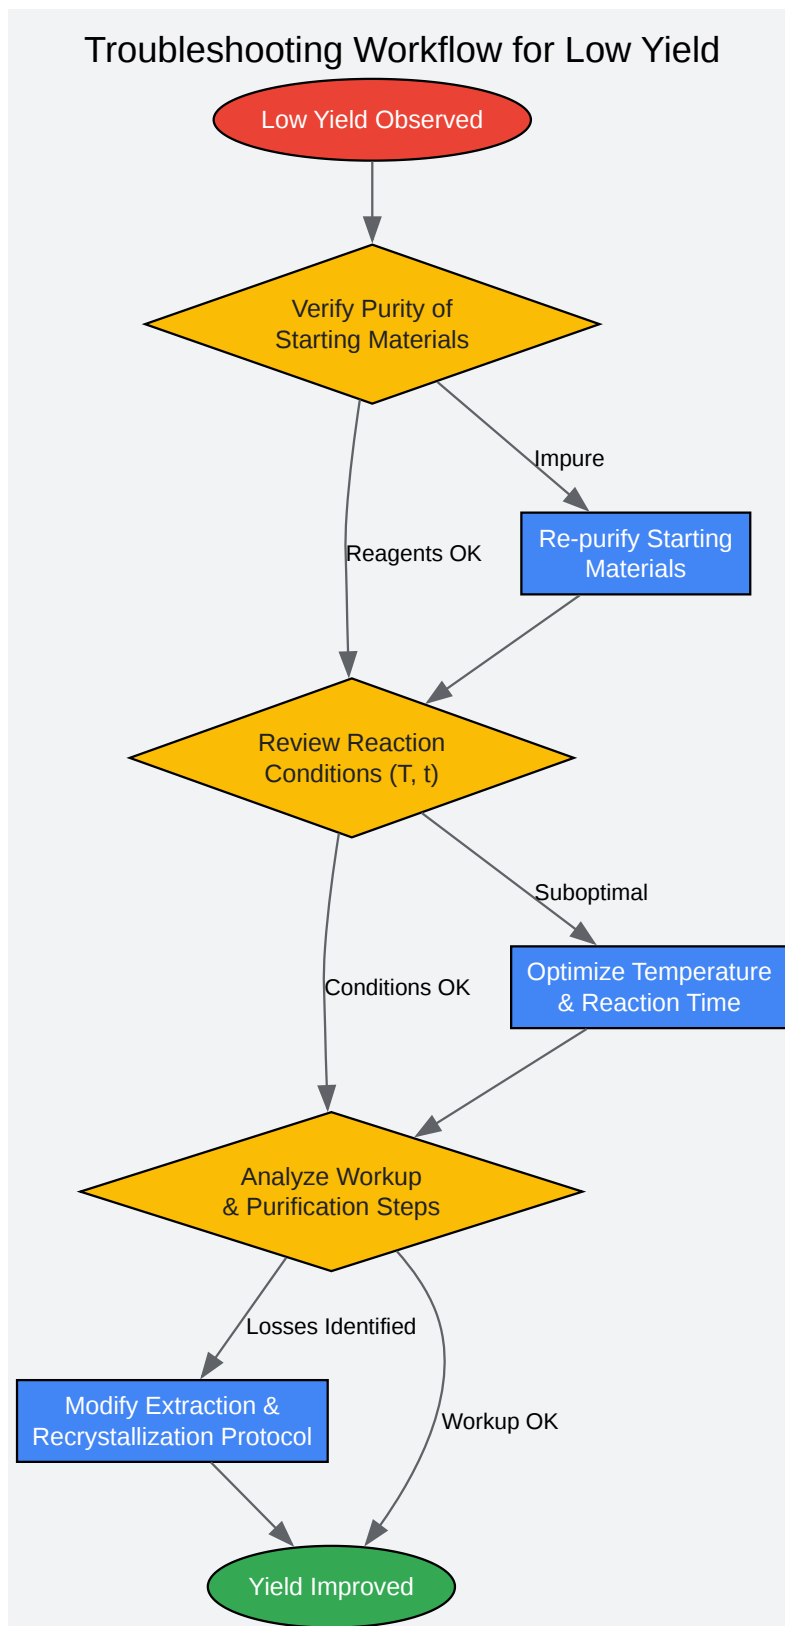 Troubleshooting Workflow for Low Yield
Low Yield Observed
Verify Purity of
Starting Materials
Impure
Reagents OK
Re-purify Starting
Materials
Review Reaction
Conditions (T, t)
Suboptimal
Conditions OK
Optimize Temperature
& Reaction Time
Analyze Workup
& Purification Steps
Losses Identified
Modify Extraction &
Recrystallization Protocol
Workup OK
Yield Improved